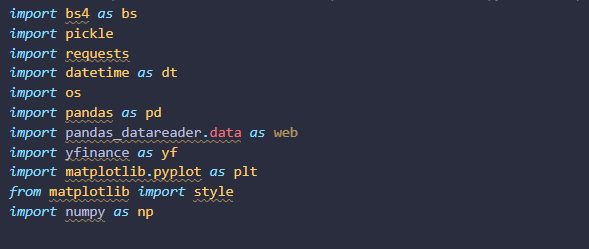 import bs4 as bs
import pickle
import requests
import datetime as dt
import os
import pandas as pd
import pandas_datareader.data as web
import yfinance as yf
import matplotlib.pyplot as plt
from matplotlib import style
import numpy as np